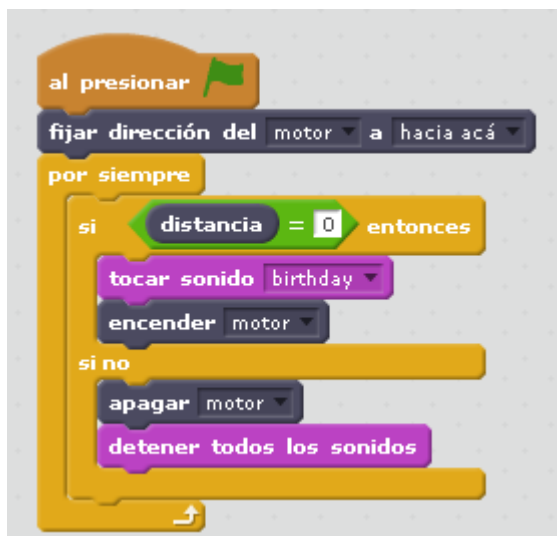 al presionar
fijar dirección del motor a hacia acá
por siempre
si distancia = 0 entonces
tocar sonido birthday
encender motor
si no
apagar motor
detener todos los sonidos